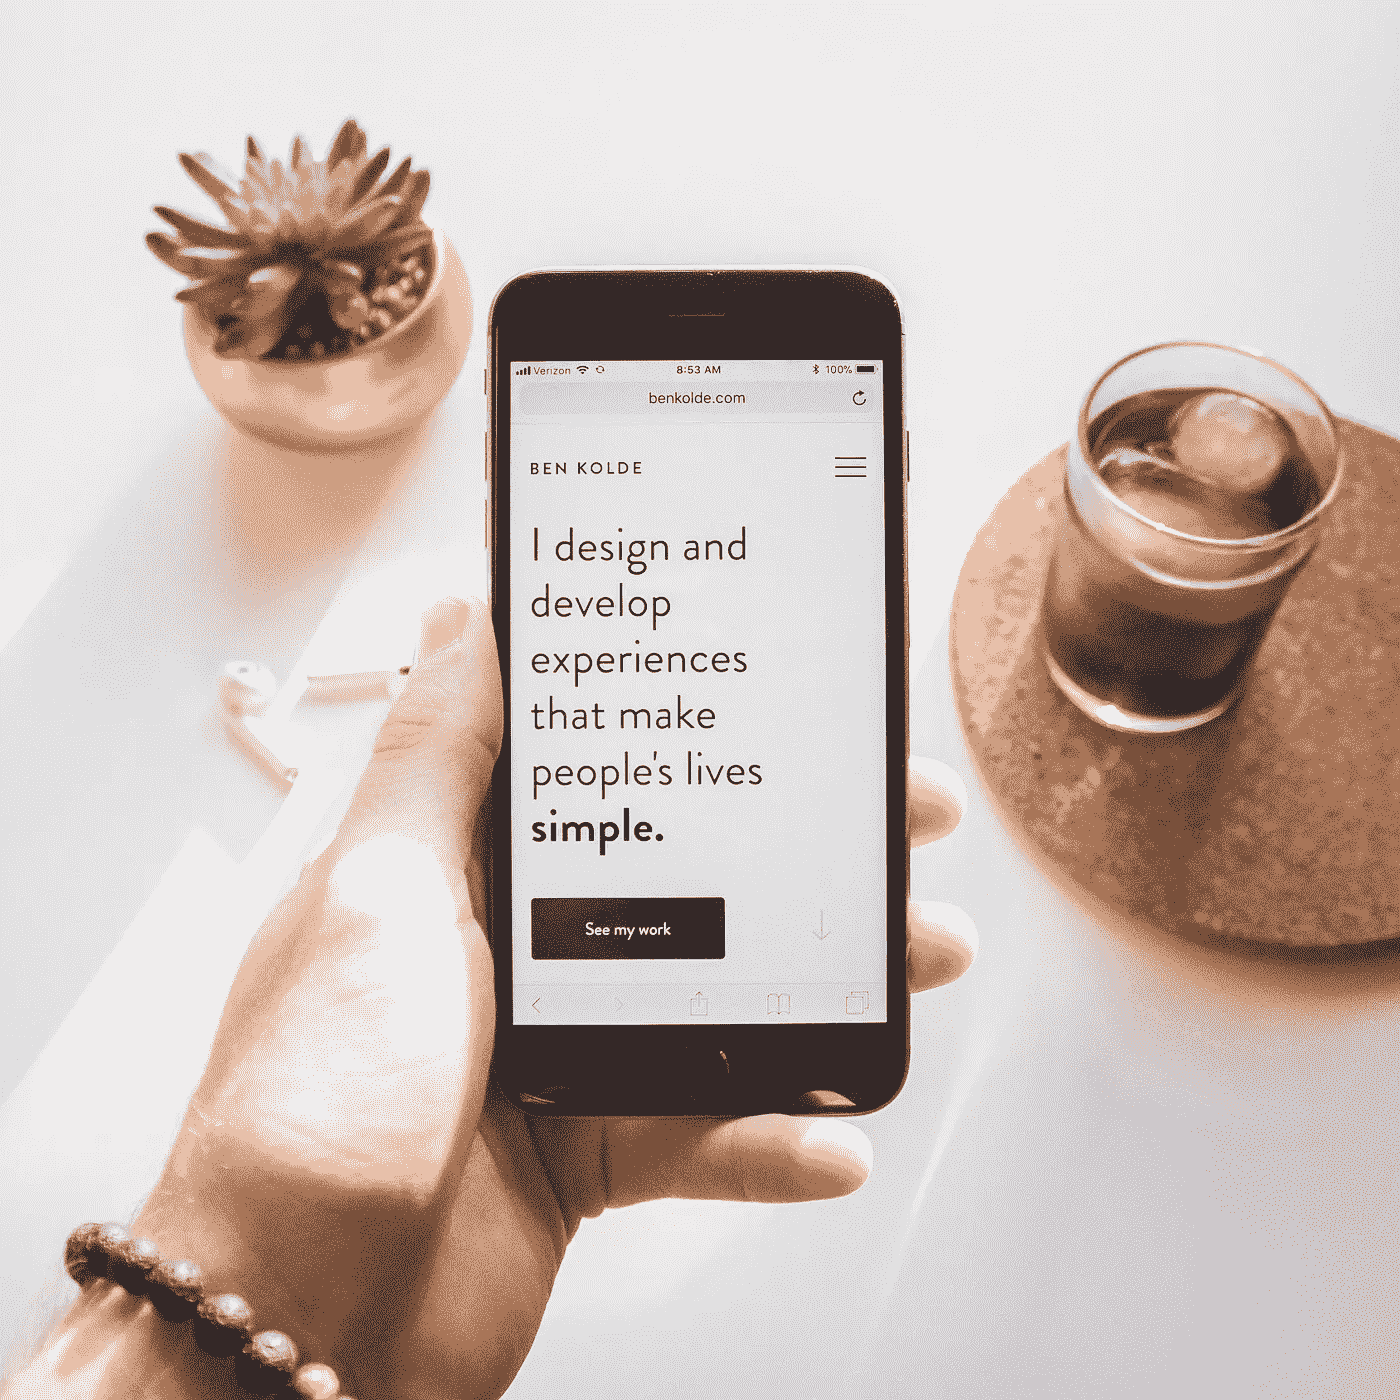 Verizon 8:53 AM 100%
benkolde.com
BEN KOLDE
I design and
develop
experiences
that make
people's lives
simple.
See my work